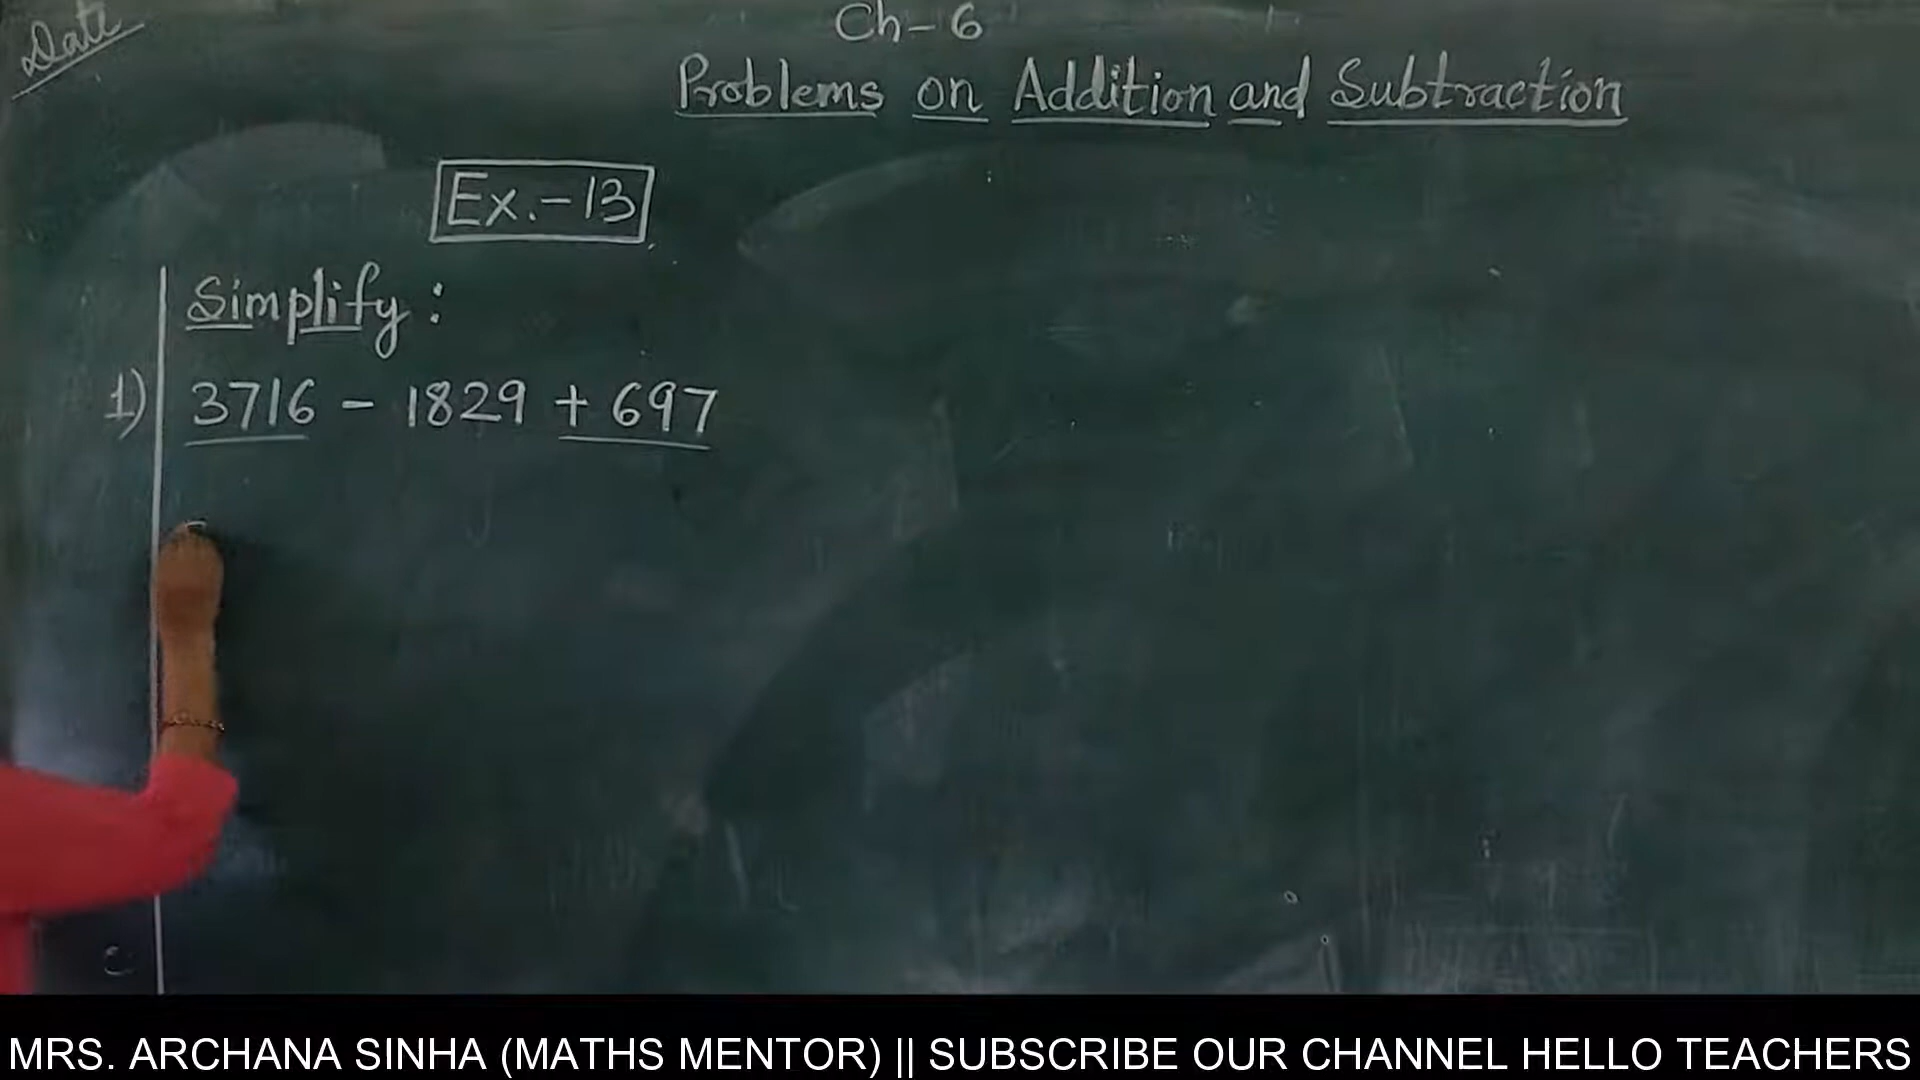 Date
Ch-6
Problems on Addition and Subtraction
Ex.-13
Simplify:
1) 3716 - 1829 + 697
MRS. ARCHANA SINHA (MATHS MENTOR) || SUBSCRIBE OUR CHANNEL HELLO TEACHERS